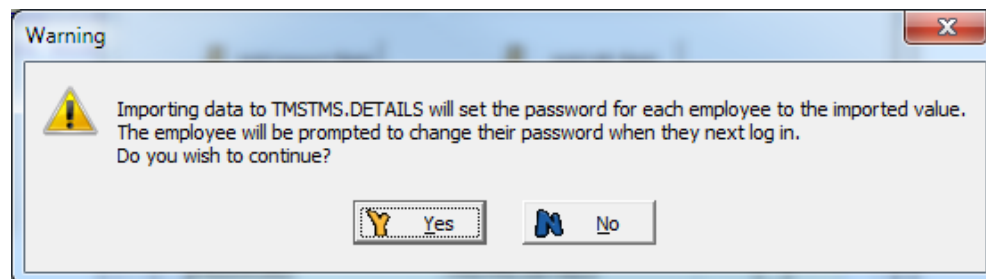 Warning
Importing data to TMSTMS.DETAILS will set the password for each employee to the imported value.
The employee will be prompted to change their password when they next log in.
Do you wish to continue?
Yes
No